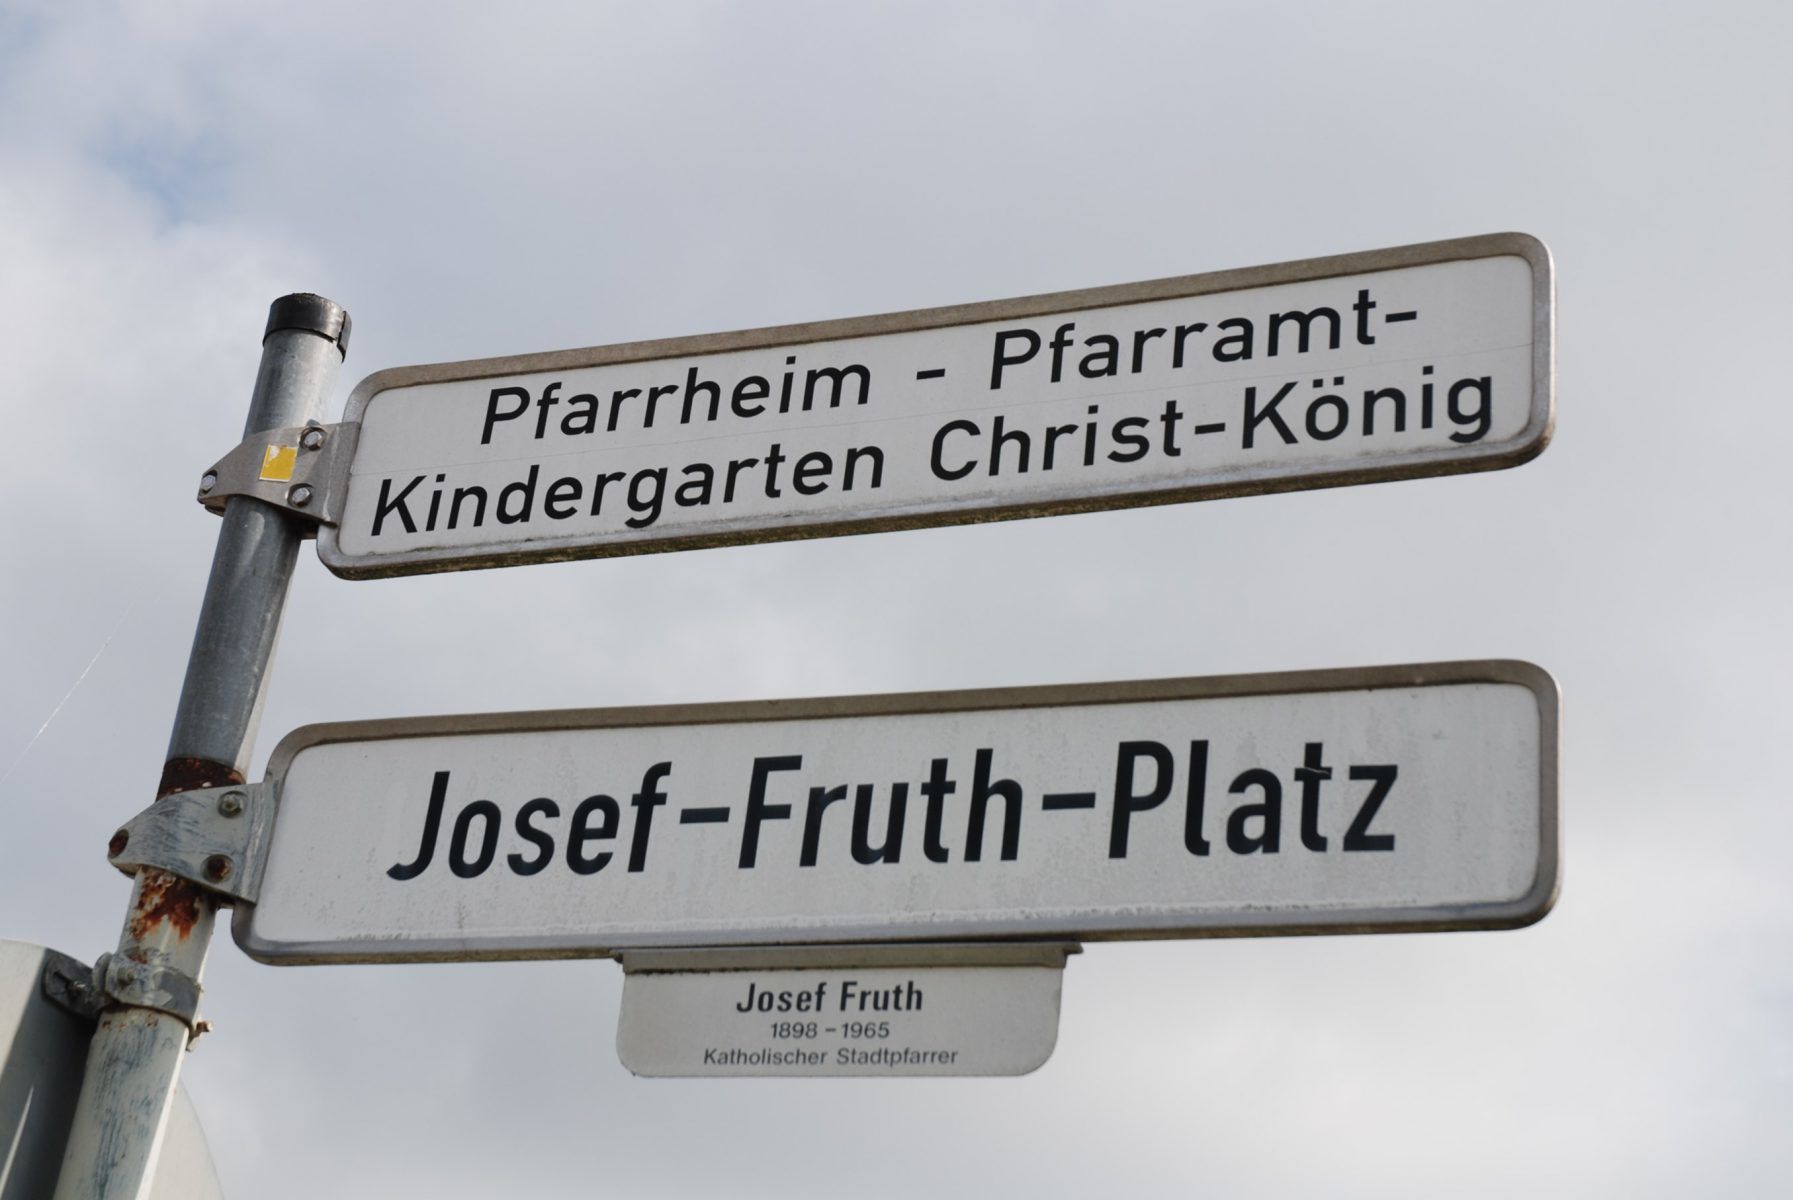 Pfarrheim - Pfarramt-
Kindergarten Christ-König
Josef-Fruth-Platz
Josef Fruth
1898-1965
Katholischer Stadtpfarrer